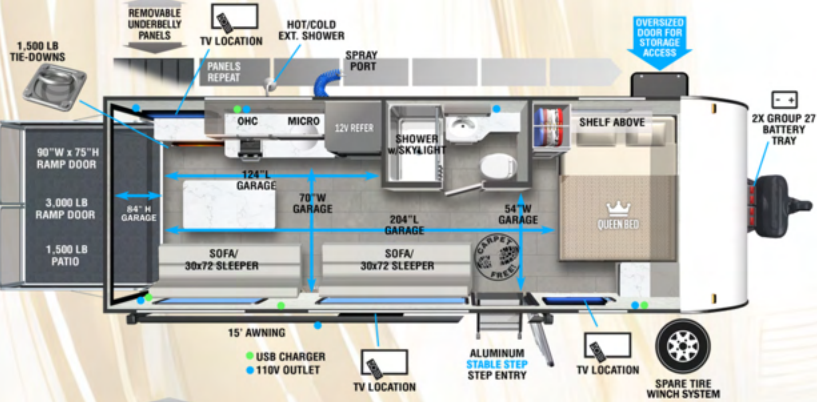 REMOVABLE
UNDERBELLY
PANELS
TV LOCATION
HOT/COLD
EXT. SHOWER
OVERSIZED
DOOR FOR
STORAGE
ACCESS
1,500 LB
TIE-DOWNS
PANELS
REPEAT
SPRAY
PORT
- +
2X GROUP 27
BATTERY
TRAY
OHC
MICRO
12V REFER
SHOWER
w/SKYLIGHT
SHELF ABOVE
90"W x 75"H
RAMP DOOR
3,000 LB
RAMP DOOR
1,500 LB
PATIO
84" H
GARAGE
124"L
GARAGE
70"W
GARAGE
204"L
GARAGE
54"W
GARAGE
QUEEN BED
SOFA/
30x72 SLEEPER
SOFA/
30x72 SLEEPER
CARPET
FREE!
15' AWNING
USB CHARGER
110V OUTLET
TV LOCATION
ALUMINUM
STABLE STEP
STEP ENTRY
TV LOCATION
SPARE TIRE
WINCH SYSTEM